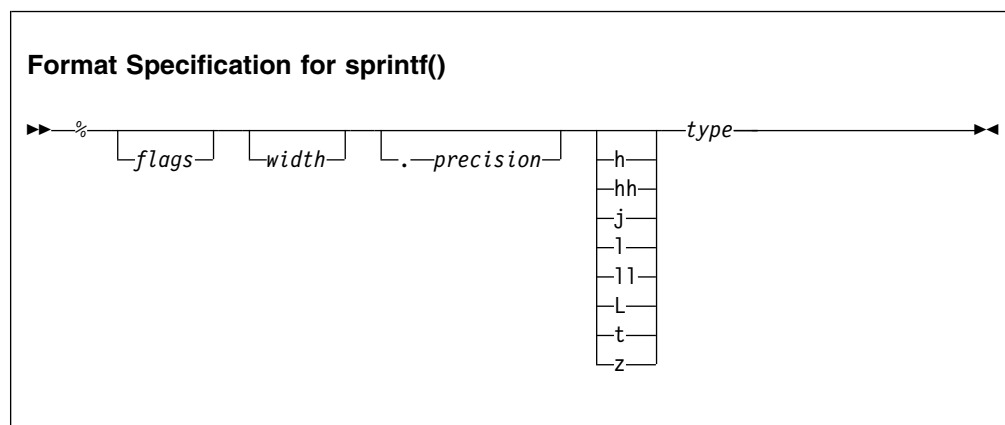 Format Specification for sprintf()
% flags width . precision type
h
hh
j
l
ll
L
t
z